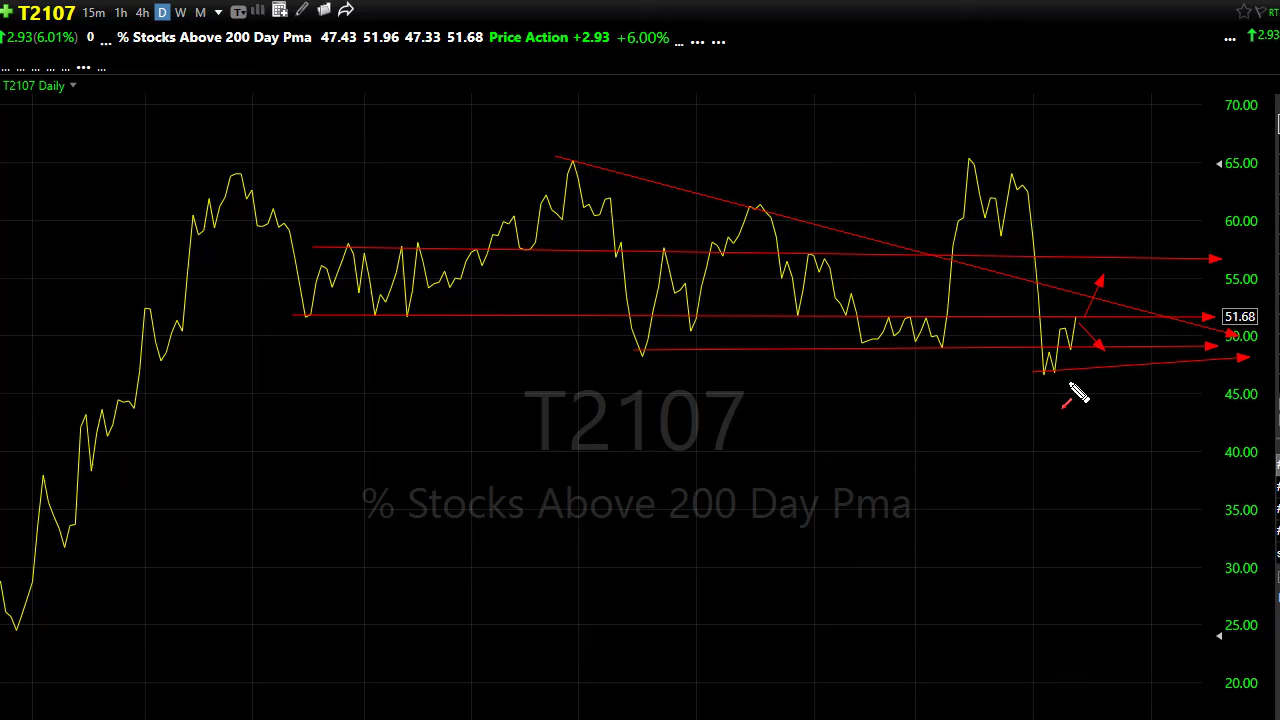 T2107 15m 1h 4h D W M T RT
2.93(6.01%) 0 ... % Stocks Above 200 Day Pma 47.43 51.96 47.33 51.68 Price Action +2.93 +6.00% ... ... ... ... 2.93
... ... ... ... ... ... ...
T2107 Daily
70.00
65.00
60.00
55.00
51.68
50.00
45.00
T2107
40.00
% Stocks Above 200 Day Pma
35.00
30.00
25.00
20.00